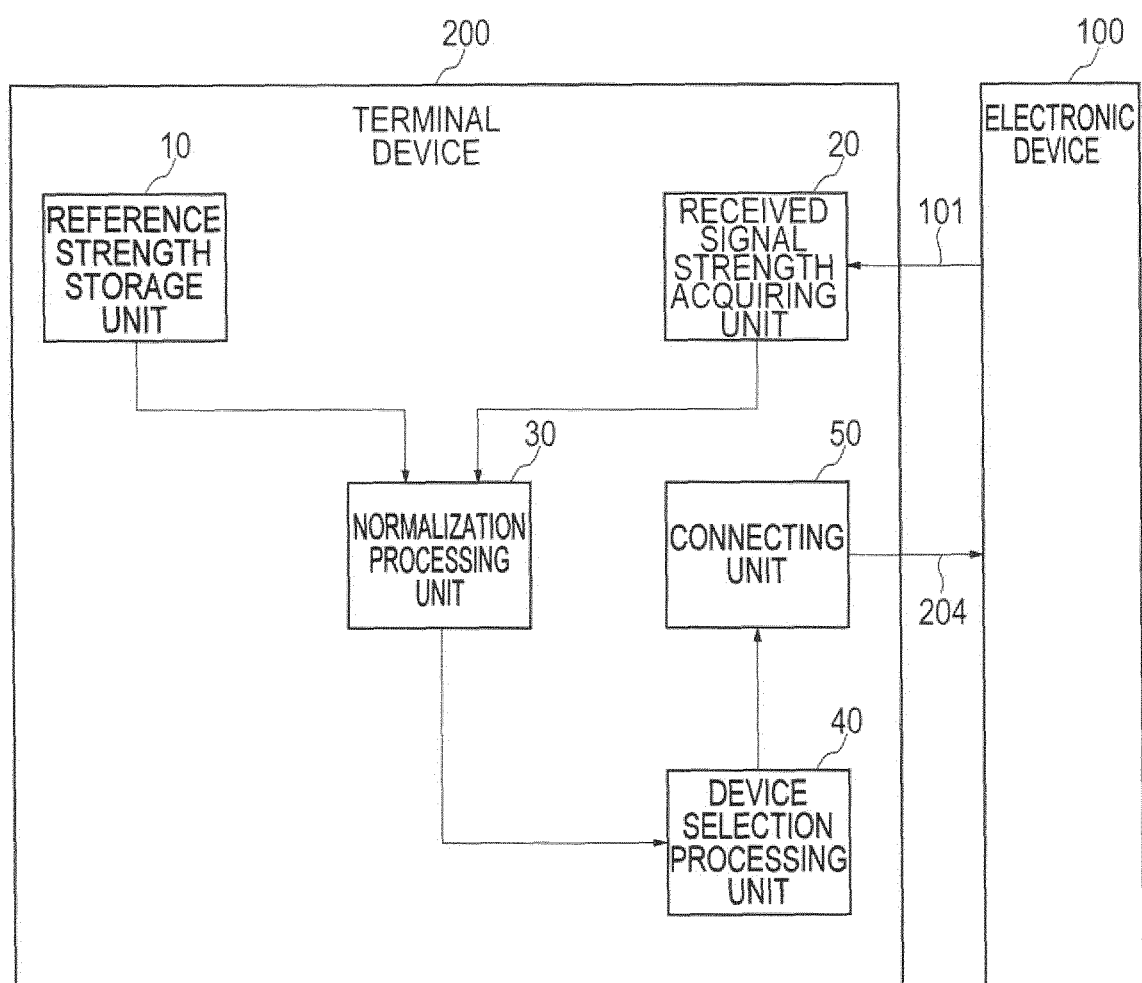 200
100
TERMINAL
DEVICE
ELECTRONIC
DEVICE
10
20
REFERENCE
STRENGTH
STORAGE
UNIT
RECEIVED
SIGNAL
STRENGTH
ACQUIRING
UNIT
101
30
50
NORMALIZATION
PROCESSING
UNIT
CONNECTING
UNIT
204
40
DEVICE
SELECTION
PROCESSING
UNIT